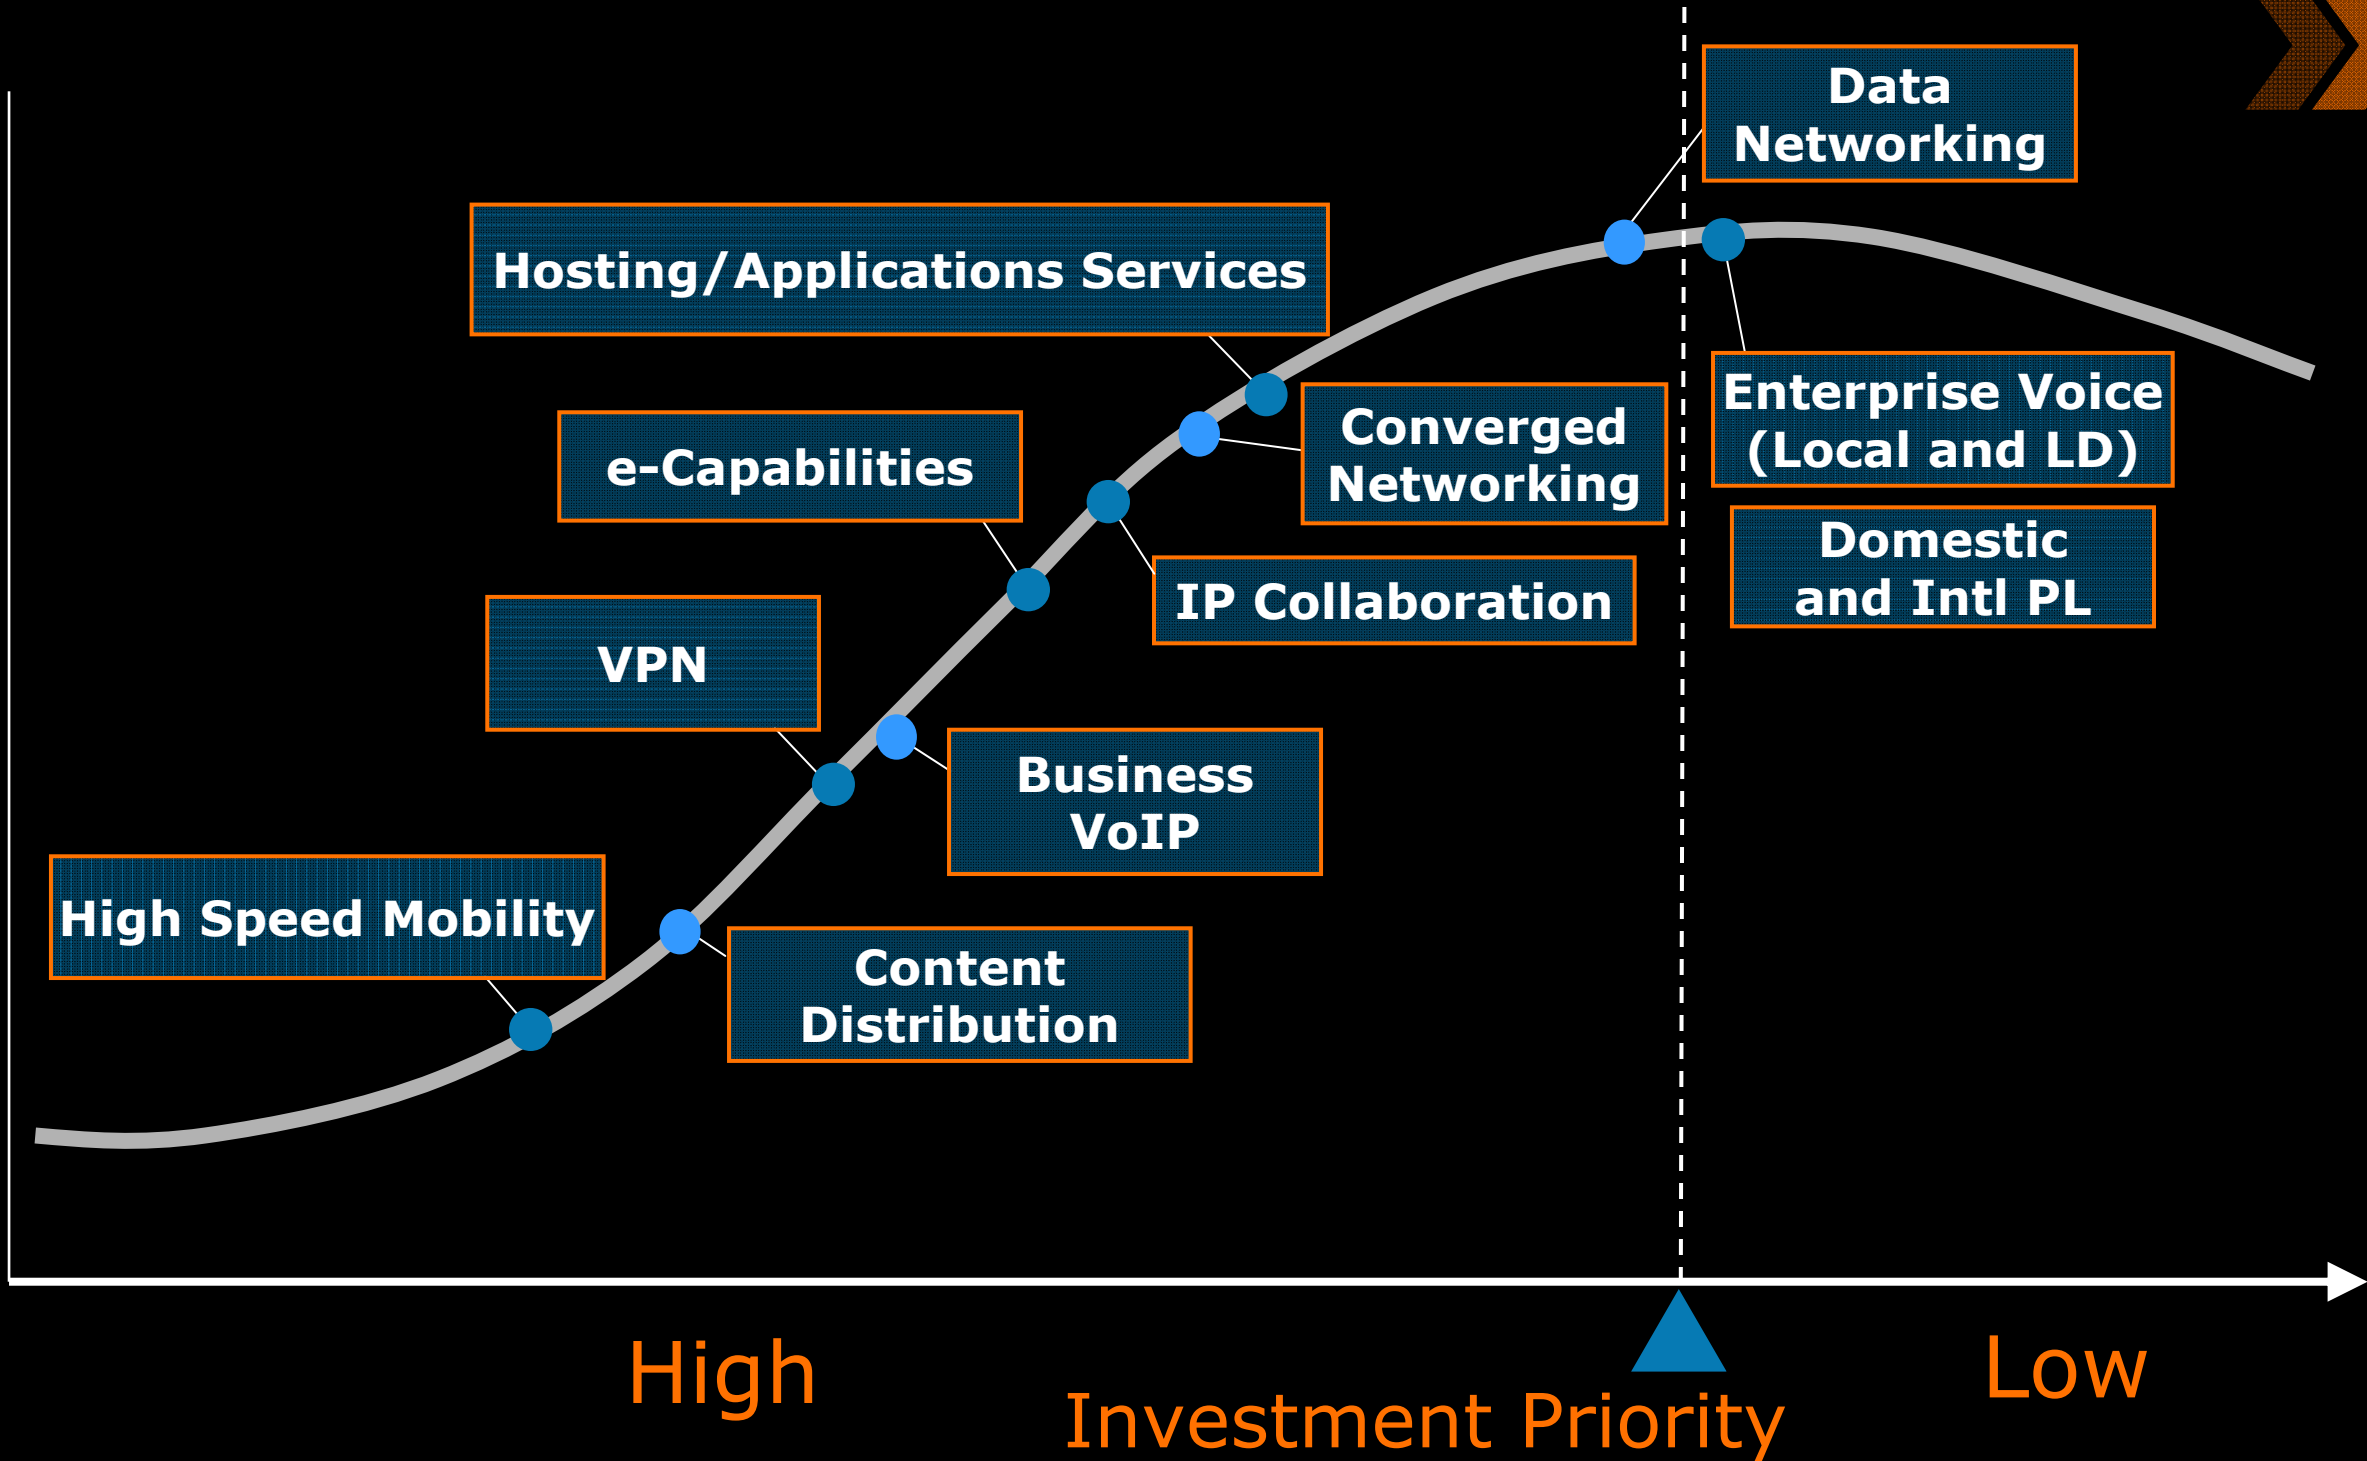 Data
Networking
Hosting/Applications Services
Enterprise Voice
(Local and LD)
Converged
Networking
e-Capabilities
Domestic
and Intl PL
IP Collaboration
VPN
Business
VoIP
High Speed Mobility
Content
Distribution
High
Low
Investment Priority